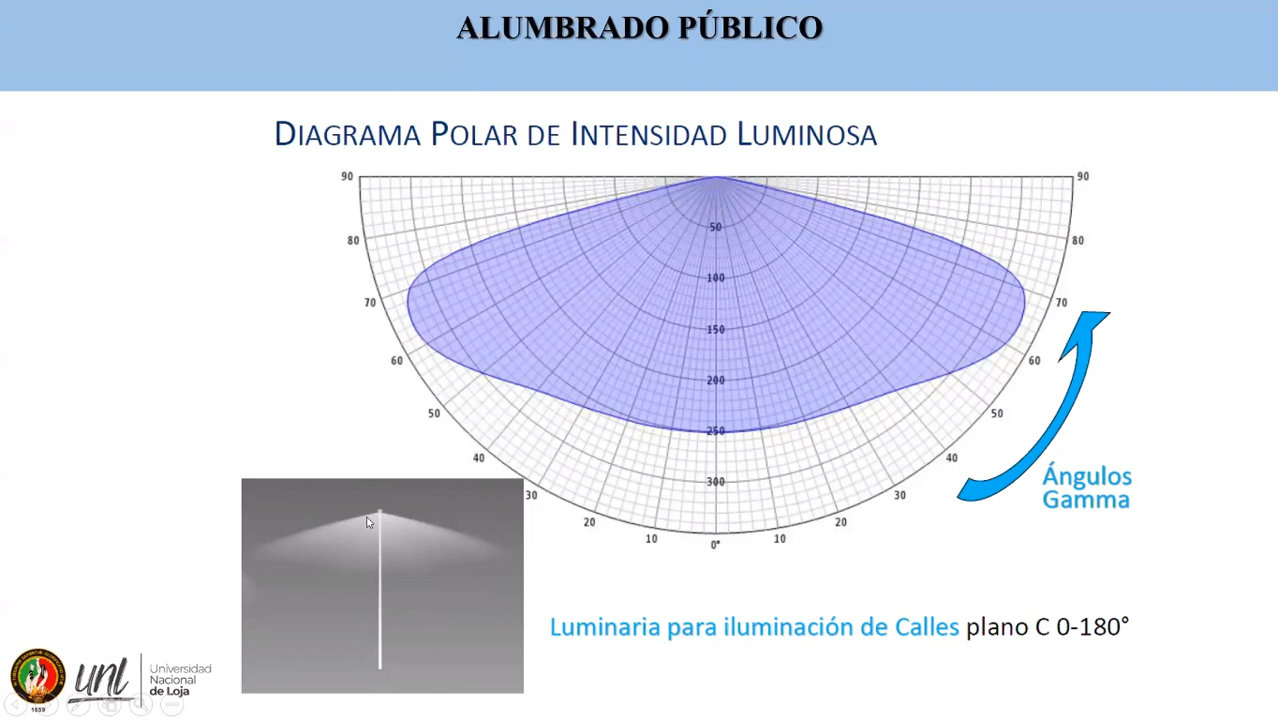 ALUMBRADO PÚBLICO
DIAGRAMA POLAR DE INTENSIDAD LUMINOSA
90 90
50
80 80
100
70 70
150
60 60
200
50 50
250
40 40
300
30 30
20 20
10 10
0°
Ángulos
Gamma
Luminaria para iluminación de Calles plano C 0-180°
1859
unl
Universidad
Nacional
de Loja